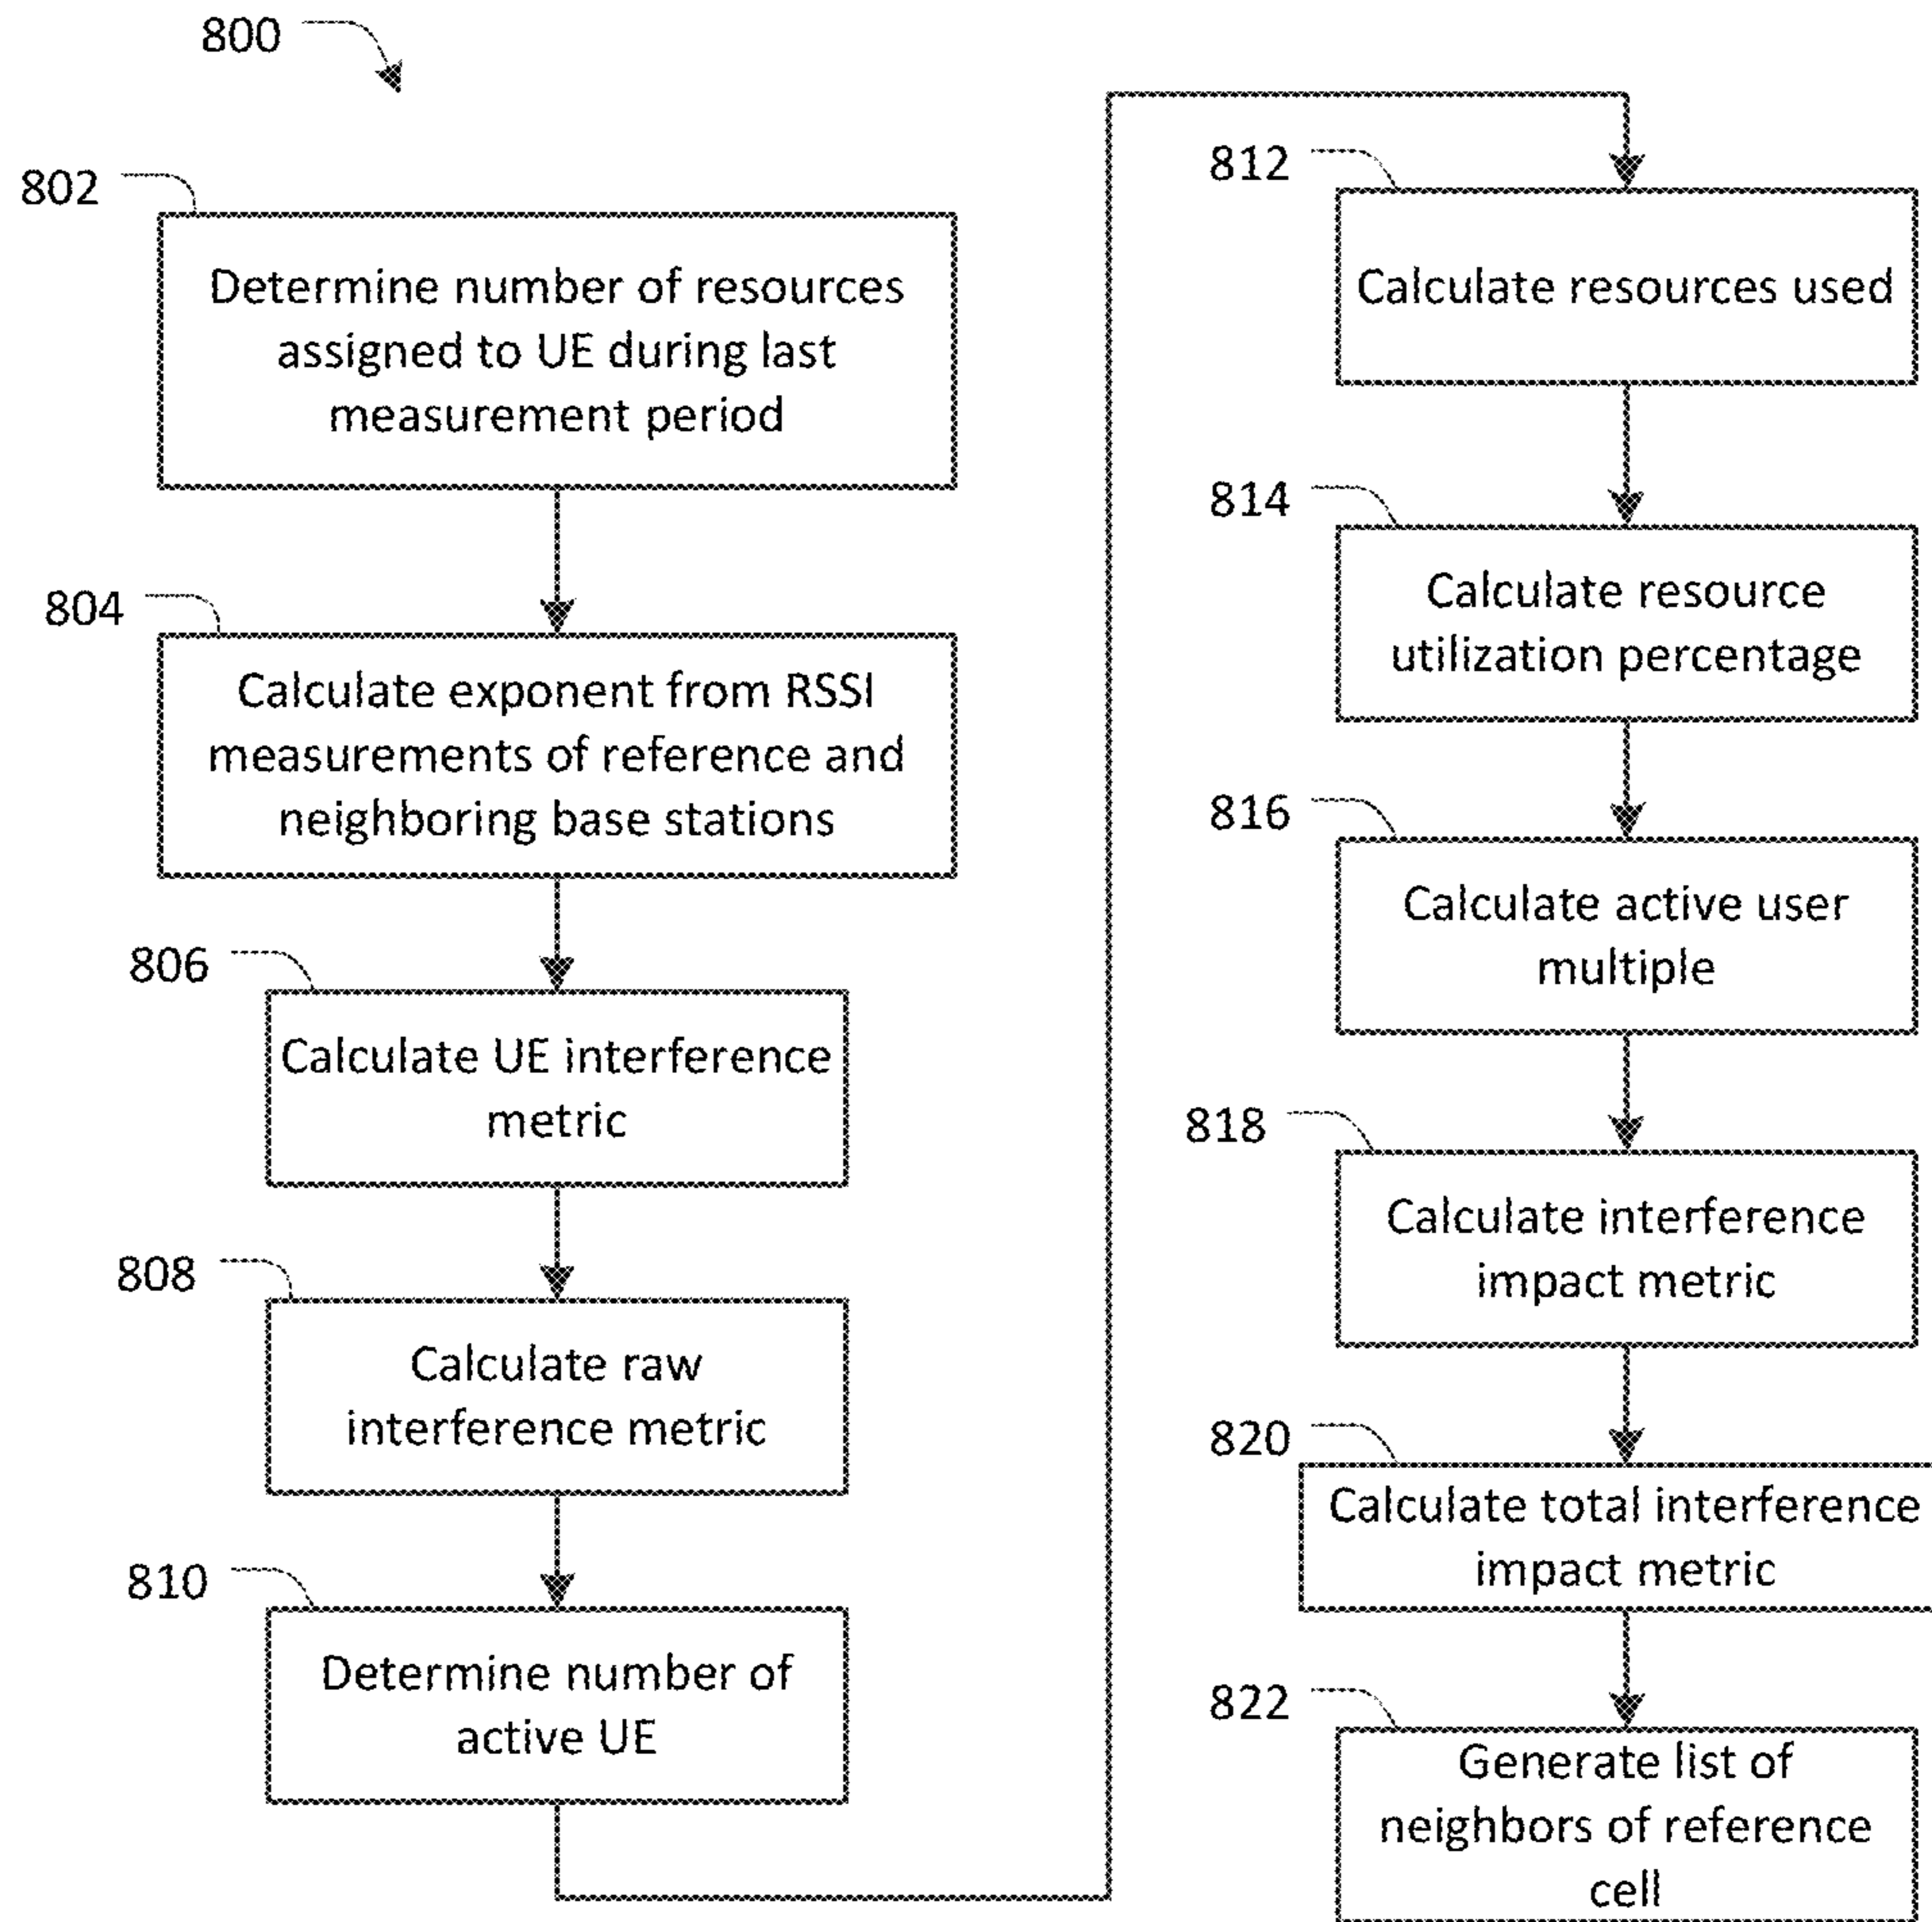 800
802
Determine number of resources
assigned to UE during last
measurement period
804
Calculate exponent from RSSI
measurements of reference and
neighboring base stations
806
Calculate UE interference
metric
808
Calculate raw
interference metric
810
Determine number of
active UE
812
Calculate resources used
814
Calculate resource
utilization percentage
816
Calculate active user
multiple
818
Calculate interference
impact metric
820
Calculate total interference
impact metric
822
Generate list of
neighbors of reference
cell